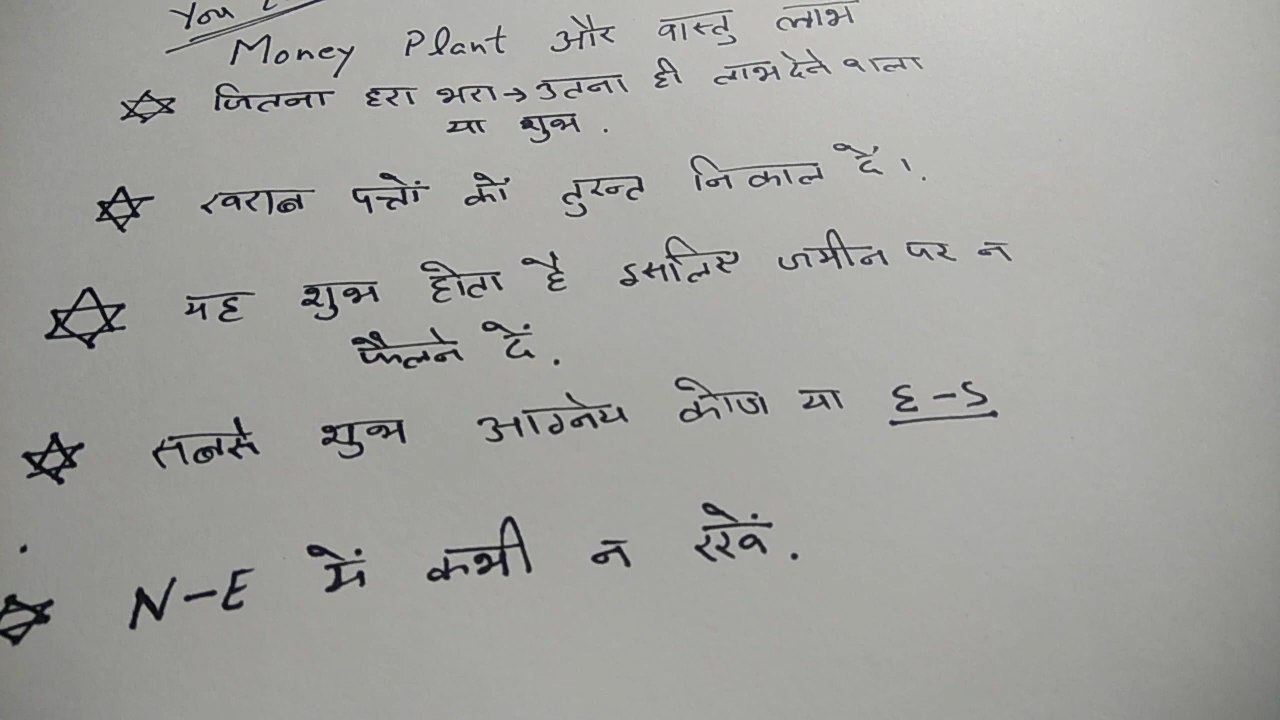 You
Money Plant और वास्तु लाभ
जितना हरा भरा → उतना ही लाभ देने वाला
या शुभ .
खराब पत्तों को तुरन्त निकाल दें ।.
यह शुभ होता है इसलिए जमीन पर न
फैलने दें .
सबसे शुभ आग्नेय कोण या E-S
N-E में कभी न रखें .